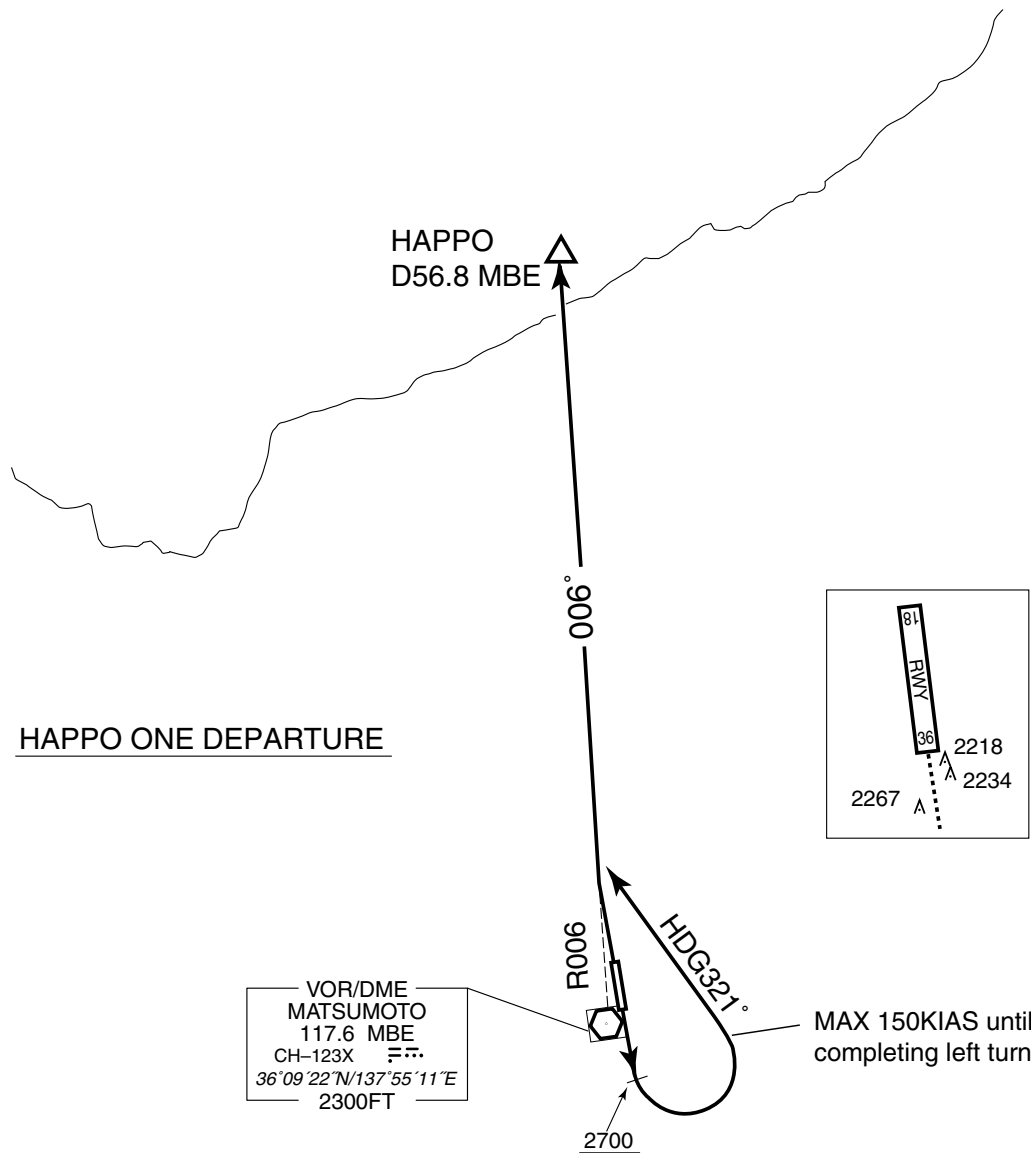 HAPPO
D56.8 MBE
006°
18
RWY
36
2218
2234
2267
HAPPO ONE DEPARTURE
R006
HDG321°
VOR/DME
MATSUMOTO
117.6 MBE
CH–123X
36°09´22˝N/137°55´11˝E
2300FT
MAX 150KIAS until
completing left turn
2700